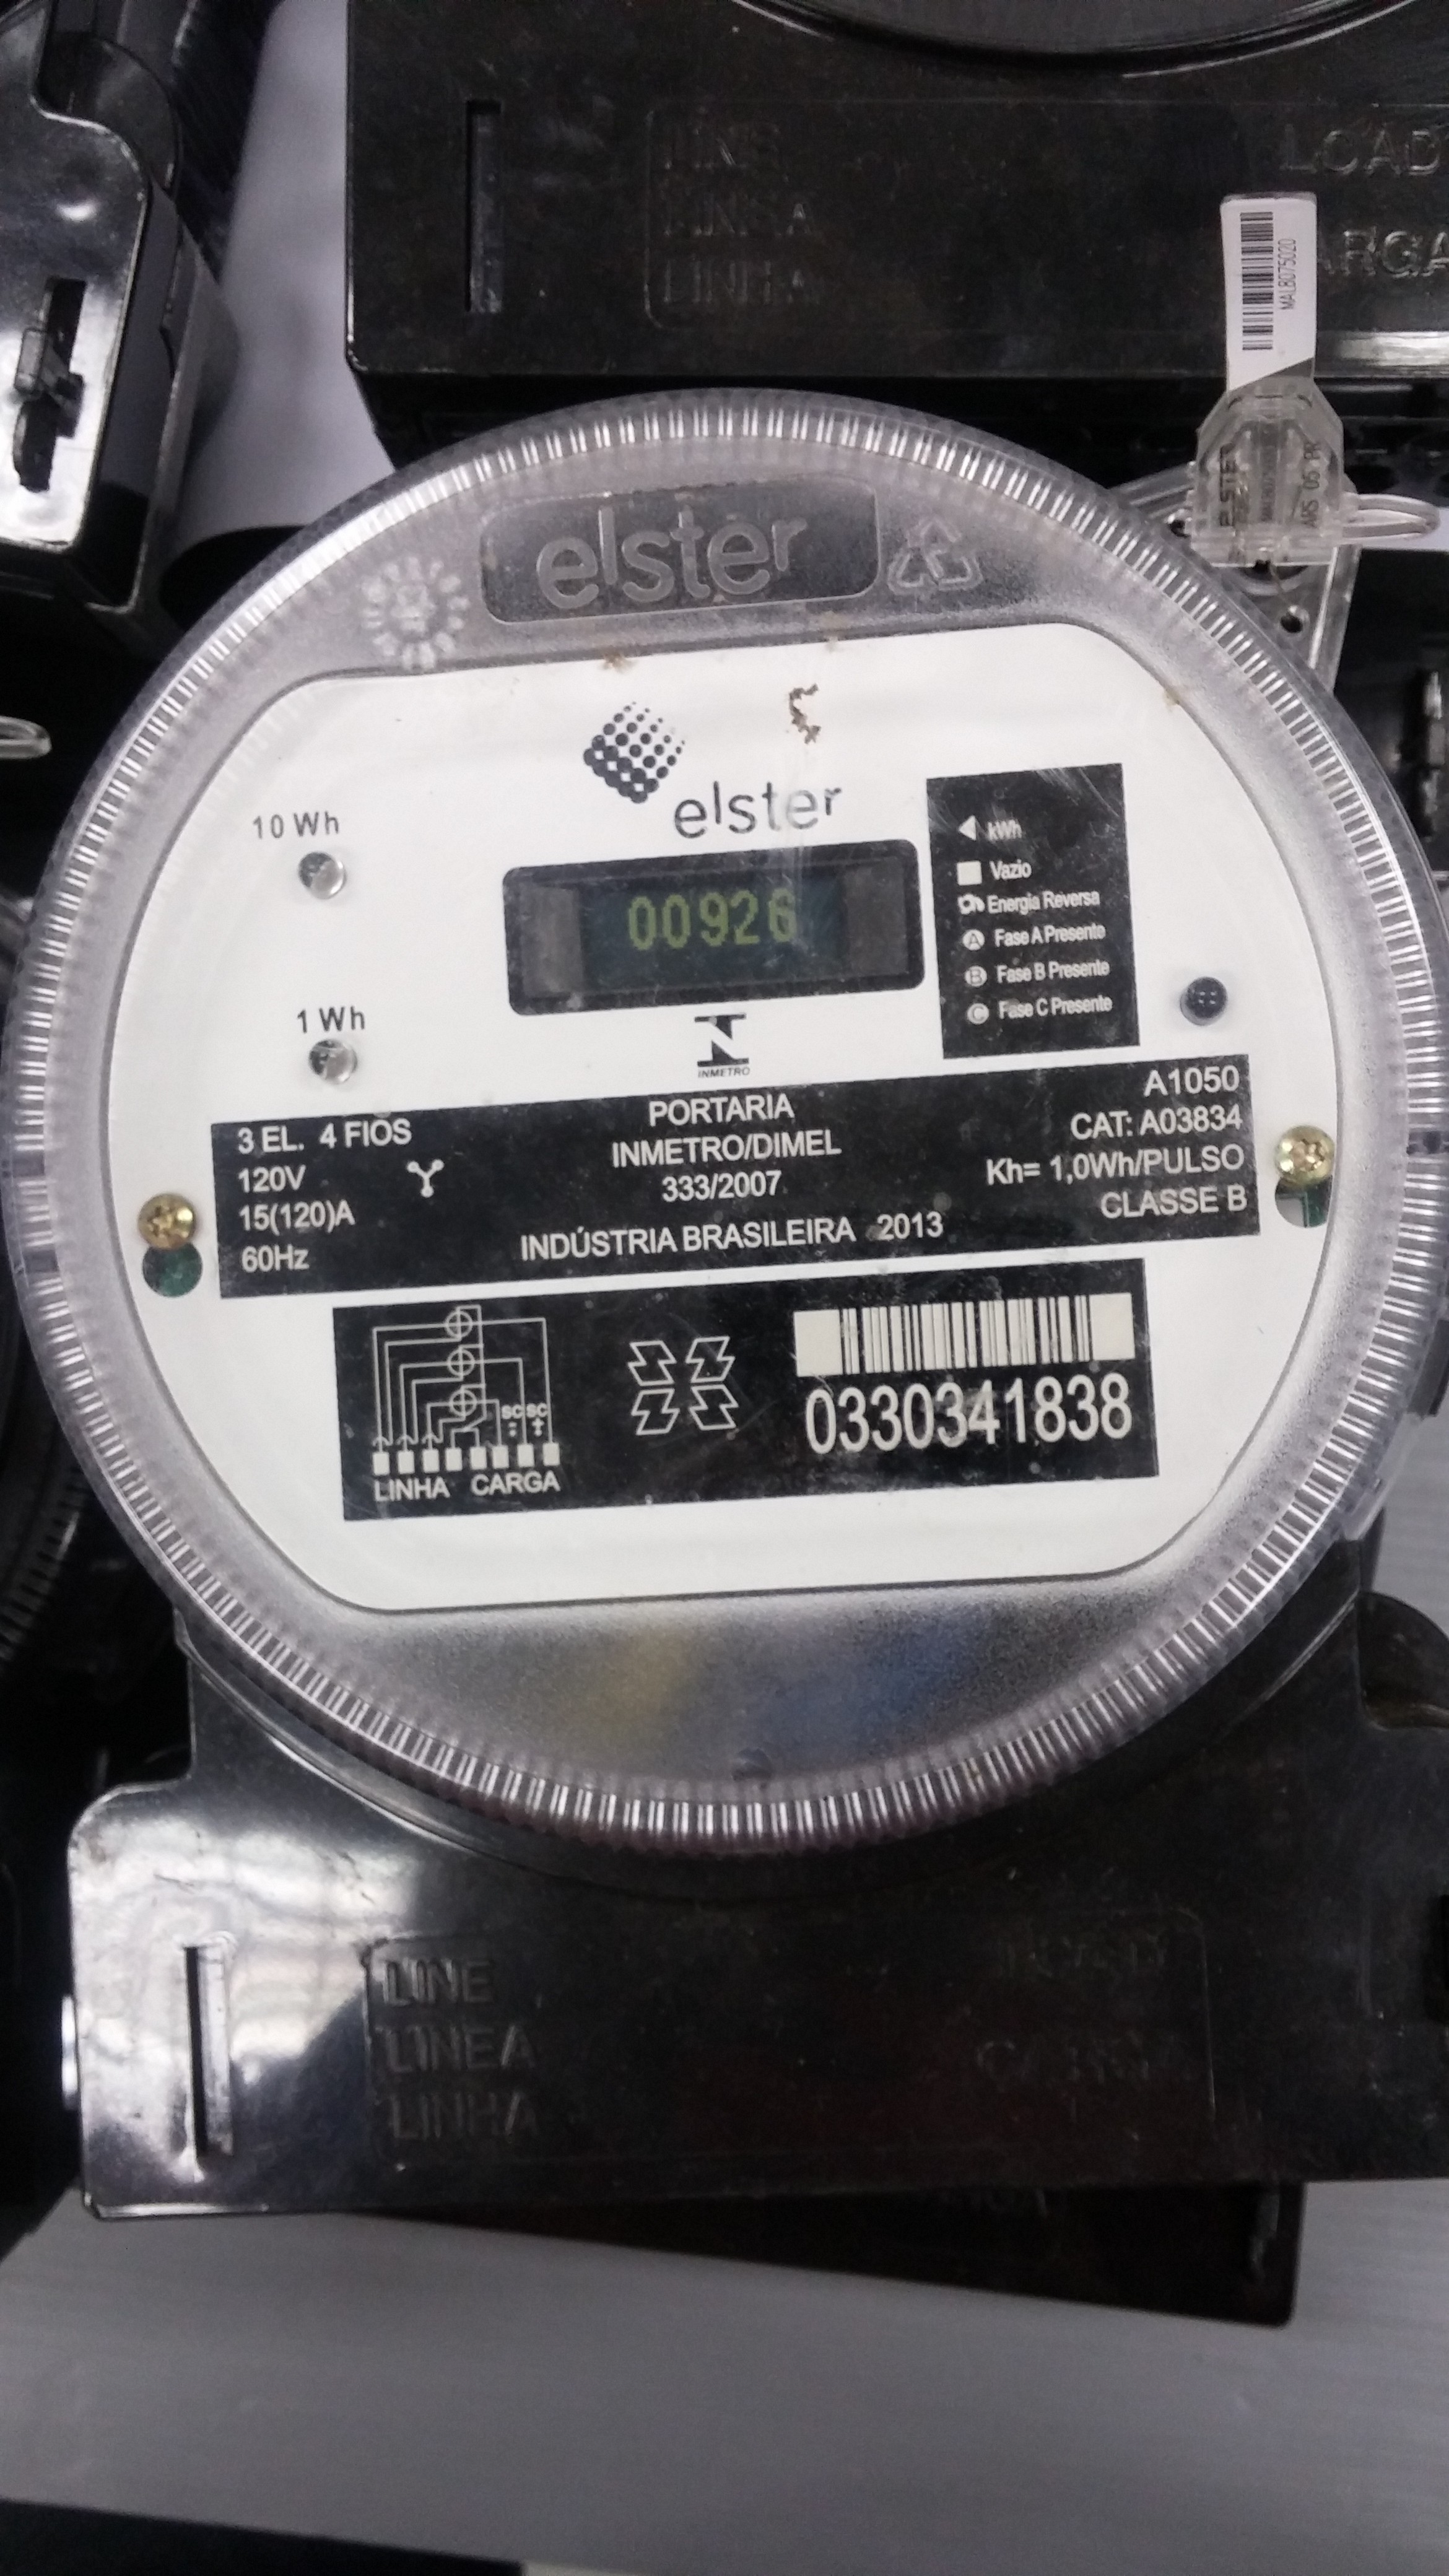 LINHA
LOAD
MALB075020
elster
elster
10 Wh
00926
kWh
Vazio
Energia Reversa
A Fase A Presente
B Fase B Presente
C Fase C Presente
1 Wh
INMETRO
3 EL. 4 FIOS
120V
15(120)A
60Hz
PORTARIA
INMETRO/DIMEL
333/2007
INDÚSTRIA BRASILEIRA 2013
A1050
CAT: A03834
Kh= 1,0Wh/PULSO
CLASSE B
SC SC
LINHA CARGA
0330341838
LINE
LINEA
LINHA